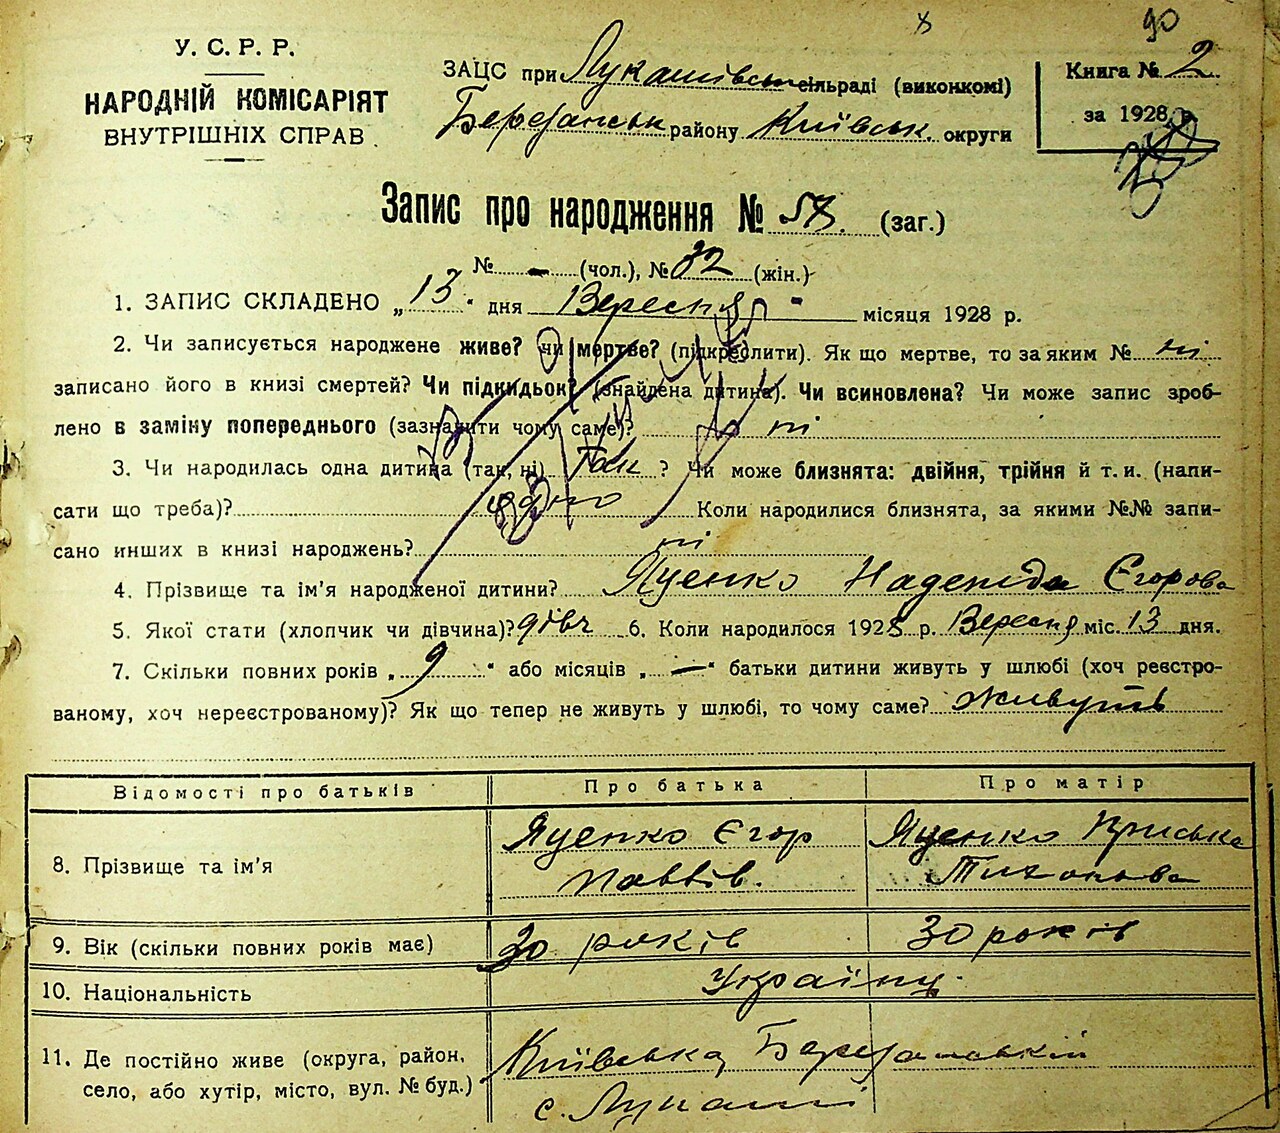 90
У. С. Р. Р.
НАРОДНІЙ КОМІСАРІЯТ
ВНУТРІШНІХ СПРАВ
ЗАЦС при Лукашівськ сільраді (виконкомі)
Березанськ району Київськ. округи
Книга № 2
за 1928 р.
Запис про народження № (заг.)
№ - (чол.), № 32 (жін.)
1. ЗАПИС СКЛАДЕНО „13" дня Вересня " місяця 1928 р.
2. Чи записується народжене живе? чи мертве? (підкреслити). Як що мертве, то за яким № ні
записано його в книзі смертей? Чи підкидьок? (знайдена дитина). Чи всиновлена? Чи може запис зроб-
лено в заміну попереднього (зазначити чому саме)? ні
3. Чи народилась одна дитина (так, ні) Так ? Чи може близнята: двійня, трійня й т. и. (напи-
сати що треба)? одно Коли народилися близнята, за якими №№ запи-
сано инших в книзі народжень? ні
4. Прізвище та ім'я народженої дитини? Яценко Надежда Єгорова
5. Якої стати (хлопчик чи дівчина)? дівч 6. Коли народилося 1928 р. Вересня міс. 13 дня.
7. Скільки повних років „ 9 " або місяців „ — " батьки дитини живуть у шлюбі (хоч реєстро-
ваному, хоч нереєстрованому)? Як що тепер не живуть у шлюбі, то чому саме? живуть
Відомості про батьків Про батька Про матір
8. Прізвище та ім'я
Яценко Єгор
Павлів.
Яценко Приська
Тихонова
9. Вік (скільки повних років має) 30 років 30 років
10. Національність Україну.
11. Де постійно живе (округа, район,
село, або хутір, місто, вул. № буд.)
Київська Березанський
с. Лукаші